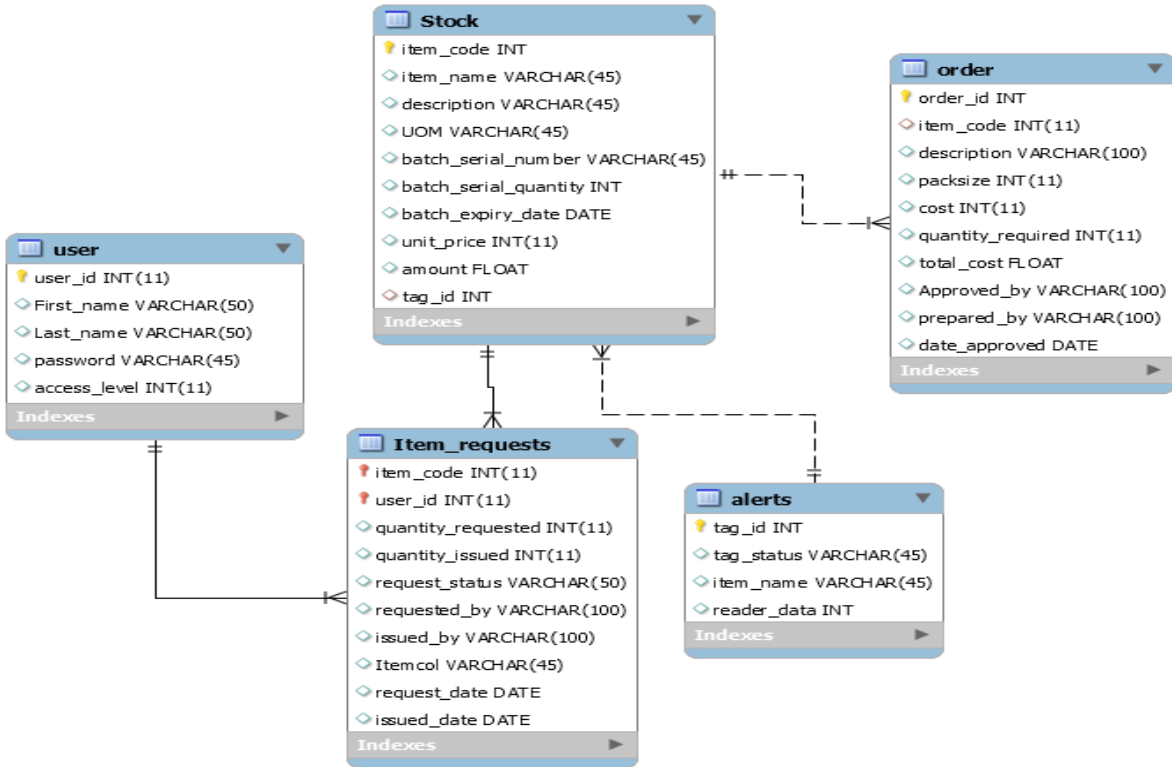 Stock
item_code INT
item_name VARCHAR(45)
description VARCHAR(45)
UOM VARCHAR(45)
batch_serial_number VARCHAR(45)
batch_serial_quantity INT
batch_expiry_date DATE
unit_price INT(11)
amount FLOAT
tag_id INT
Indexes
order
order_id INT
item_code INT(11)
description VARCHAR(100)
packsize INT(11)
cost INT(11)
quantity_required INT(11)
total_cost FLOAT
Approved_by VARCHAR(100)
prepared_by VARCHAR(100)
date_approved DATE
Indexes
user
user_id INT(11)
First_name VARCHAR(50)
Last_name VARCHAR(50)
password VARCHAR(45)
access_level INT(11)
Indexes
Item_requests
item_code INT(11)
user_id INT(11)
quantity_requested INT(11)
quantity_issued INT(11)
request_status VARCHAR(50)
requested_by VARCHAR(100)
issued_by VARCHAR(100)
Itemcol VARCHAR(45)
request_date DATE
issued_date DATE
Indexes
alerts
tag_id INT
tag_status VARCHAR(45)
item_name VARCHAR(45)
reader_data INT
Indexes